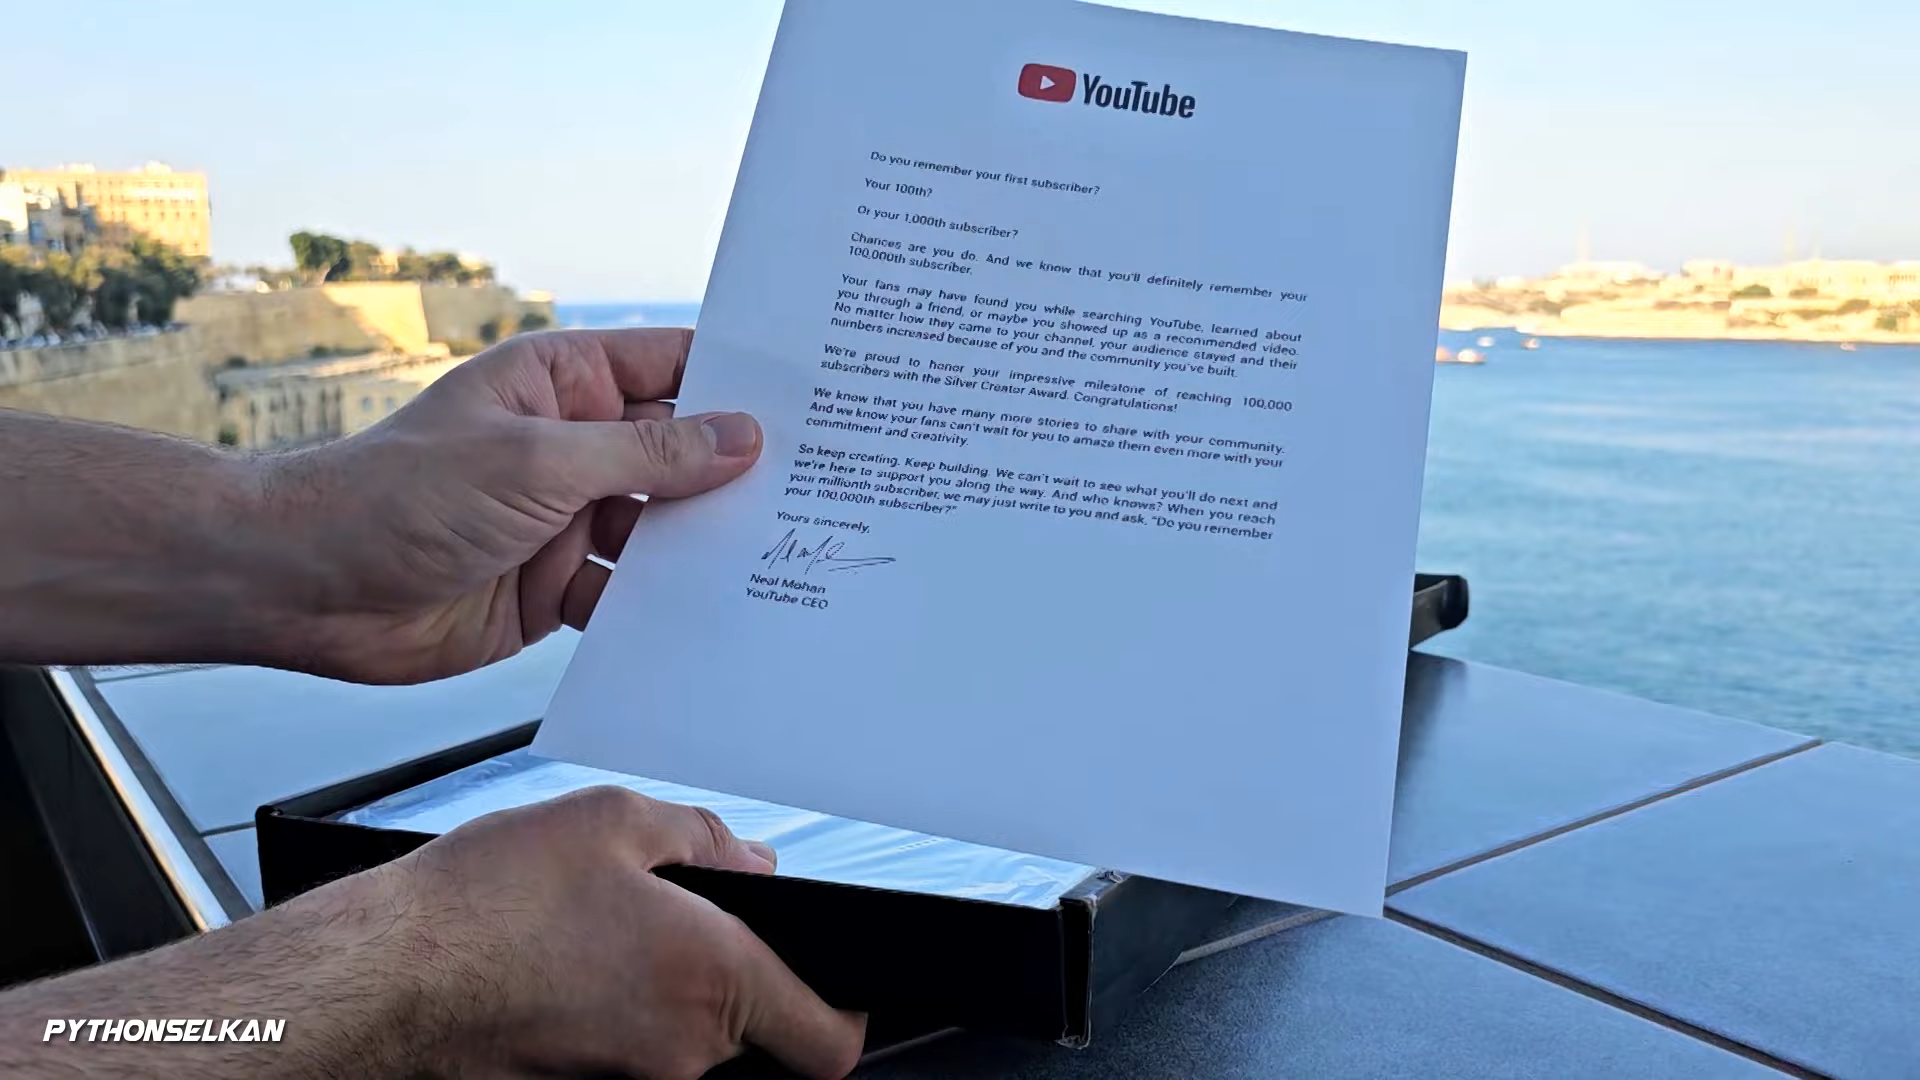 YouTube
Do you remember your first subscriber?
Your 100th?
Or your 1,000th subscriber?
Chances are you do. And we know that you'll definitely remember your
100,000th subscriber.
Your fans may have found you while searching YouTube, learned about
you through a friend, or maybe you showed up as a recommended video.
No matter how they came to your channel, your audience stayed and their
numbers increased because of you and the community you've built.
We're proud to honor your impressive milestone of reaching 100,000
subscribers with the Silver Creator Award. Congratulations!
We know that you have many more stories to share with your community.
And we know your fans can't wait for you to amaze them even more with your
commitment and creativity.
So keep creating. Keep building. We can't wait to see what you'll do next and
we're here to support you along the way. And who knows? When you reach
your millionth subscriber, we may just write to you and ask, "Do you remember
your 100,000th subscriber?"
Yours sincerely,
Neal Mohan
YouTube CEO
PYTHONSELKAN